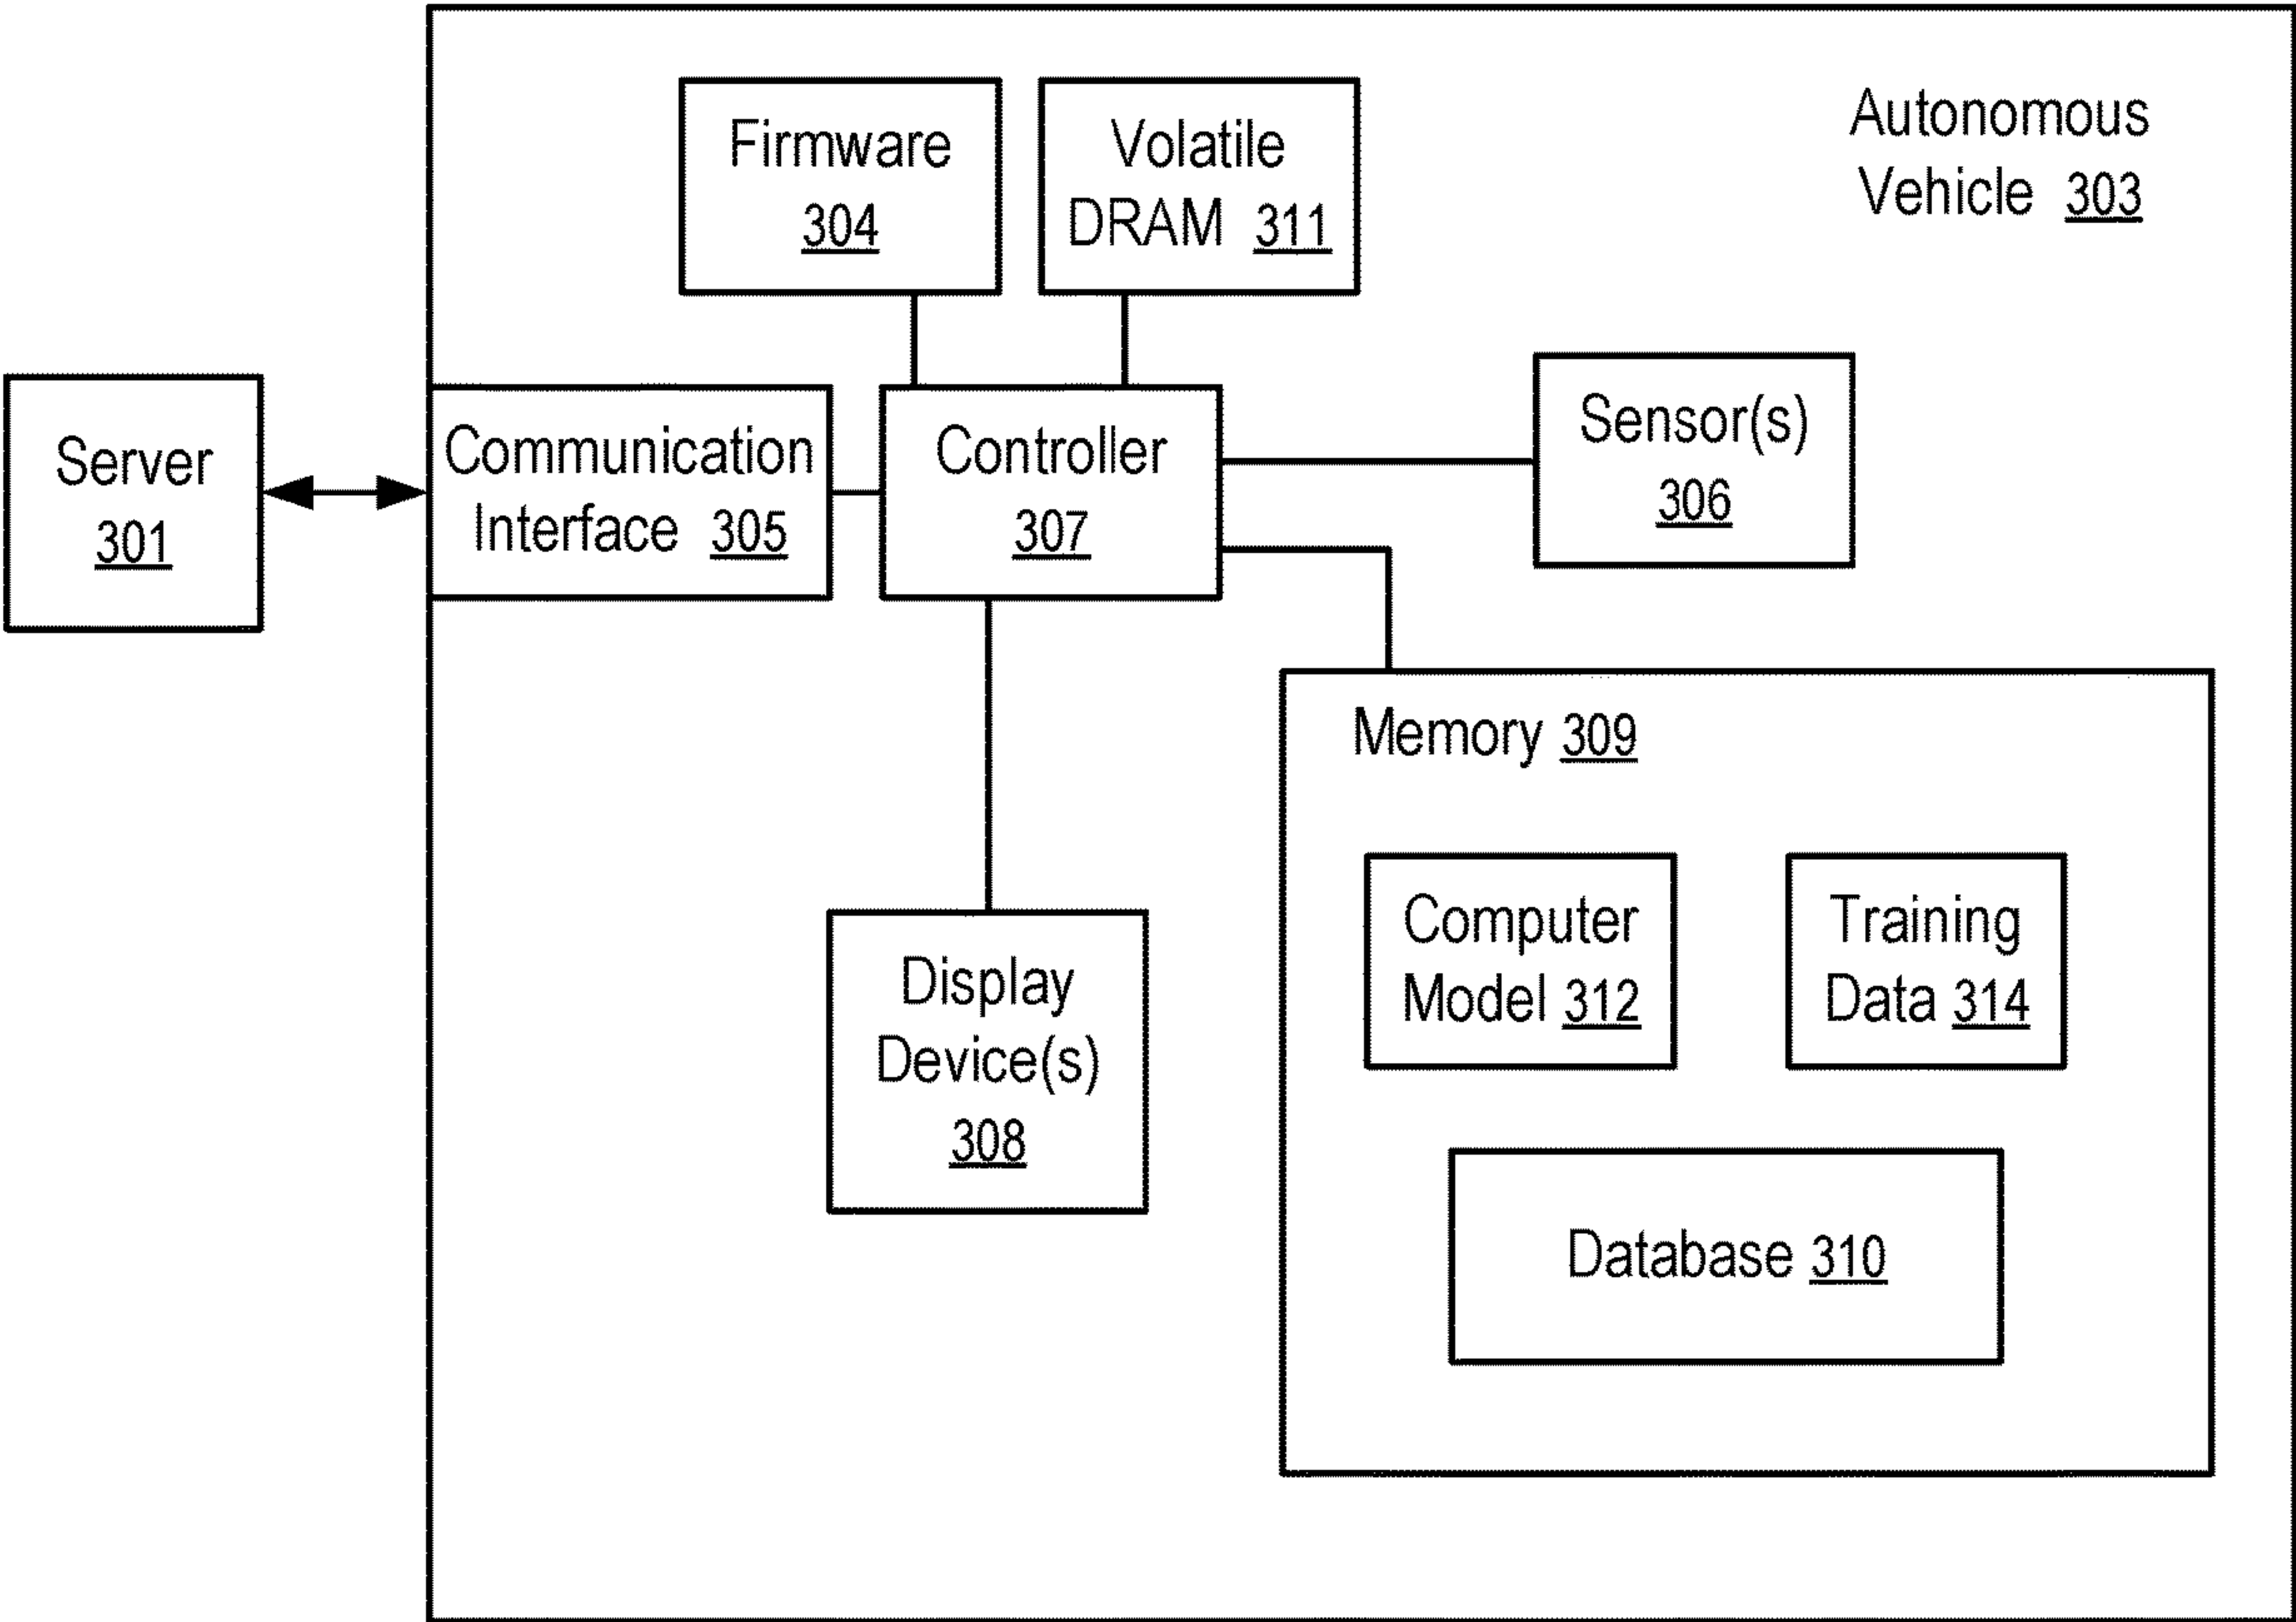 Firmware
304
Volatile
DRAM 311
Autonomous
Vehicle 303
Server
301
Communication
Interface 305
Controller
307
Sensor(s)
306
Memory 309
Computer
Model 312
Training
Data 314
Display
Device(s)
308
Database 310